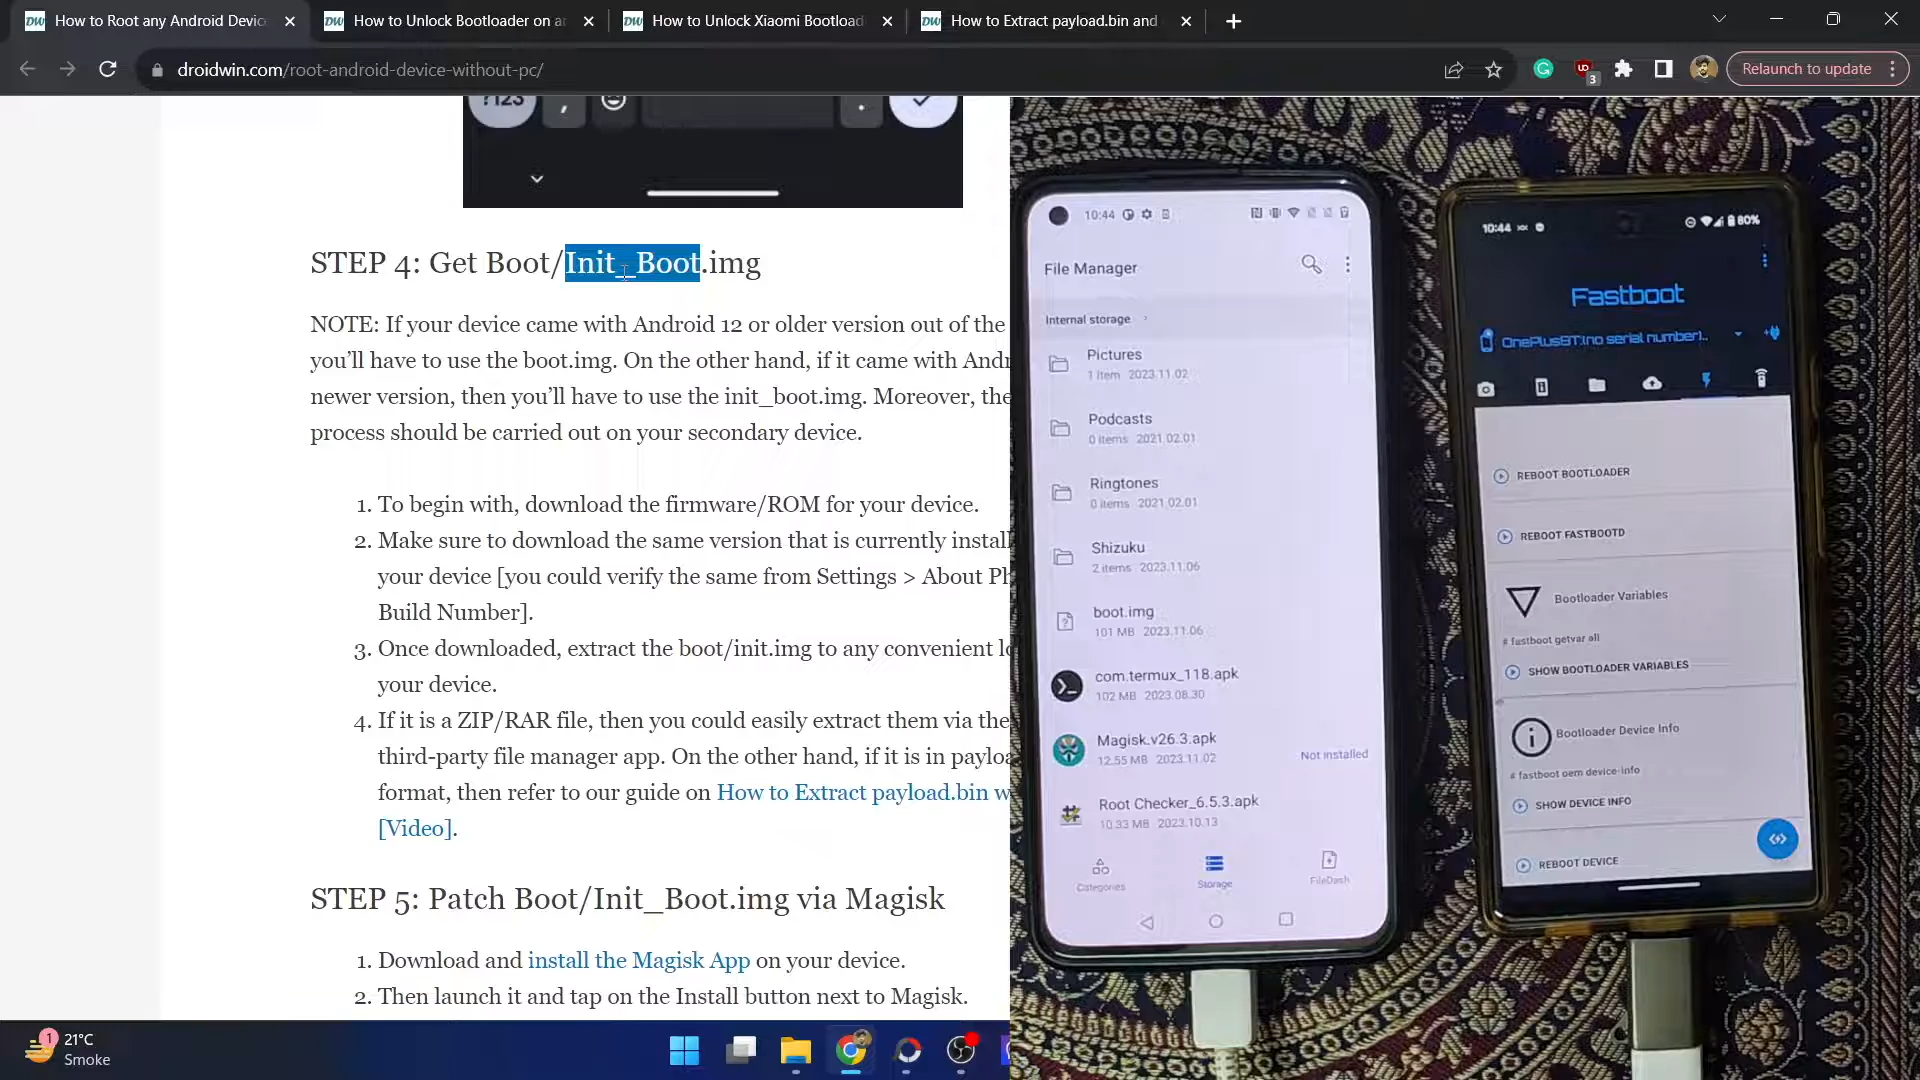 How to Root any Android Devic
How to Unlock Bootloader on a
How to Unlock Xiaomi Bootload
How to Extract payload.bin and
droidwin.com/root-android-device-without-pc/
3
Relaunch to update
?123
STEP 4: Get Boot/Init_Boot.img
NOTE: If your device came with Android 12 or older version out of the
you'll have to use the boot.img. On the other hand, if it came with Andr
newer version, then you'll have to use the init_boot.img. Moreover, the
process should be carried out on your secondary device.
1. To begin with, download the firmware/ROM for your device.
2. Make sure to download the same version that is currently install
your device [you could verify the same from Settings > About Ph
Build Number].
3. Once downloaded, extract the boot/init.img to any convenient lo
your device.
4. If it is a ZIP/RAR file, then you could easily extract them via the
third-party file manager app. On the other hand, if it is in payloa
format, then refer to our guide on How to Extract payload.bin w
[Video].
STEP 5: Patch Boot/Init_Boot.img via Magisk
1. Download and install the Magisk App on your device.
2. Then launch it and tap on the Install button next to Magisk.
10:44
File Manager
Internal storage
Pictures
1 item 2023.11.02
Podcasts
0 items 2021.02.01
Ringtones
0 items 2021.02.01
Shizuku
2 items 2023.11.06
boot.img
101 MB 2023.11.06
com.termux_118.apk
102 MB 2023.08.30
Magisk.v26.3.apk
12.55 MB 2023.11.02
Not installed
Root Checker_6.5.3.apk
10.33 MB 2023.10.13
Categories
Storage
FileDash
10:44
80%
Fastboot
OnePlus9T:(no serial number)..
REBOOT BOOTLOADER
REBOOT FASTBOOTD
Bootloader Variables
# fastboot getvar all
SHOW BOOTLOADER VARIABLES
Bootloader Device Info
# fastboot oem device-info
SHOW DEVICE INFO
REBOOT DEVICE
1
21°C
Smoke